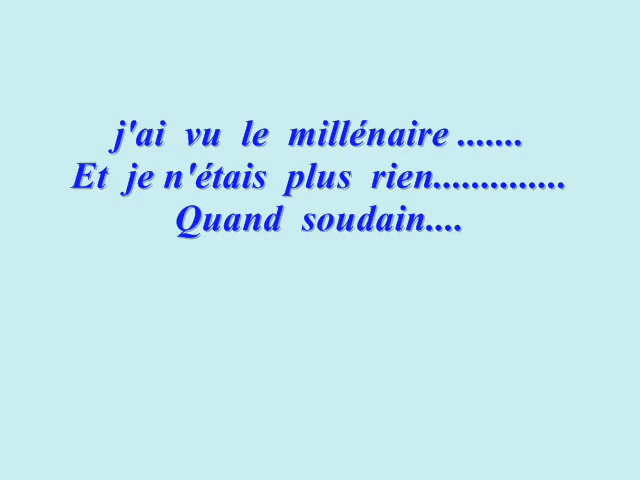 j'ai vu le millénaire .......
Et je n'étais plus rien..............
Quand soudain....